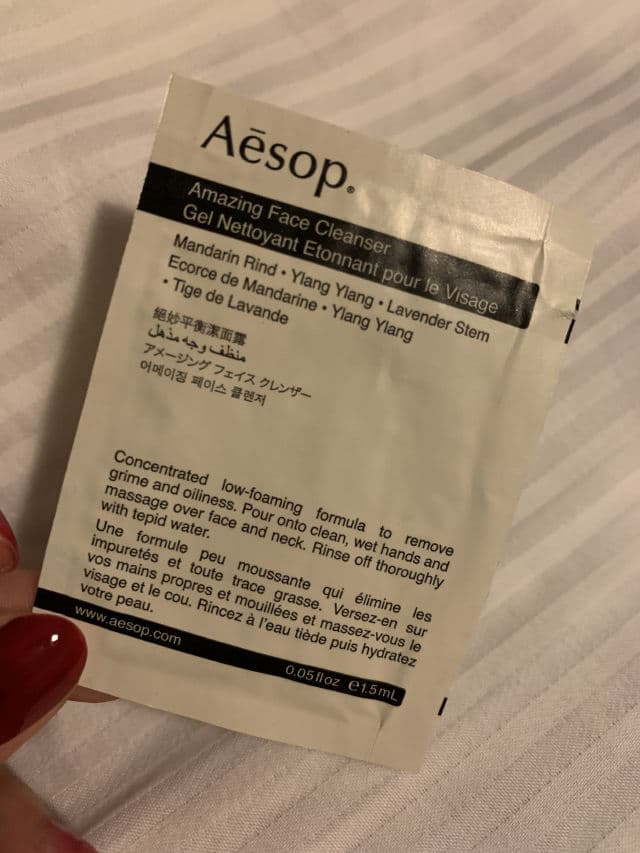 Aēsop.®
Amazing Face Cleanser
Gel Nettoyant Etonnant pour le Visage
Mandarin Rind • Ylang Ylang • Lavender Stem
Ecorce de Mandarine • Ylang Ylang
• Tige de Lavande
絕妙平衡潔面露
منظف وجه مذهل
アメージング フェイス クレンザー
어메이징 페이스 클렌저
Concentrated low-foaming formula to remove
grime and oiliness. Pour onto clean, wet hands and
massage over face and neck. Rinse off thoroughly
with tepid water.
Une formule peu moussante qui élimine les
impuretés et toute trace grasse. Versez-en sur
vos mains propres et mouillées et massez-vous le
visage et le cou. Rincez à l'eau tiède puis hydratez
votre peau.
www.aesop.com
0.05 fl oz ℮1.5mL